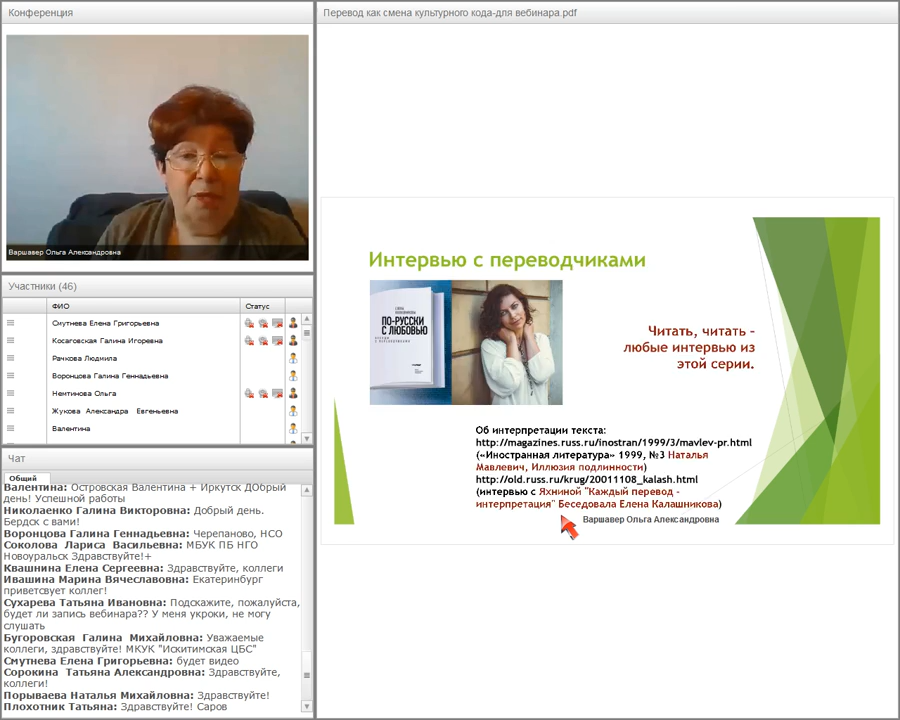 Конференция
Варшавер Ольга Александровна
Участники (46)
ФИО
Статус
Смутнева Елена Григорьевна
Косаговская Галина Игоревна
Рачкова Людмила
Воронцова Галина Геннадьевна
Немтинова Ольга
Жукова Александра Евгеньевна
Валентина
Чат
Общий
Валентина: Островская Валентина + Иркутск ДОбрый
день! Успешной работы
Николаенко Галина Викторовна: Добрый день.
Бердск с вами!
Воронцова Галина Геннадьевна: Черепаново, НСО
Соколова Лариса Васильевна: МБУК ПБ НГО
Новоуральск Здравствуйте!+
Квашнина Елена Сергеевна: Здравствуйте, коллеги
Ивашина Марина Вячеславовна: Екатеринбург
приветсвует коллег!
Сухарева Татьяна Ивановна: Подскажите, пожалуйста,
будет ли запись вебинара?? У меня укроки, не могу
слушать
Бугоровская Галина Михайловна: Уважаемые
коллеги, здравствуйте! МКУК "Искитимская ЦБС"
Смутнева Елена Григорьевна: будет видео
Сорокина Татьяна Александровна: Здравствуйте,
коллеги!
Порываева Наталья Михайловна: Здравствуйте!
Плохотник Татьяна: Здравствуйте! Саров
Перевод как смена культурного кода-для вебинара.pdf
Интервью с переводчиками
ПО-РУССКИ
С ЛЮБОВЬЮ
Читать, читать –
любые интервью из
этой серии.
Об интерпретации текста:
http://magazines.russ.ru/inostran/1999/3/mavlev-pr.html
(«Иностранная литература» 1999, №3 Наталья
Мавлевич, Иллюзия подлинности)
http://old.russ.ru/krug/20011108_kalash.html
(интервью с Яхниной "Каждый перевод -
интерпретация" Беседовала Елена Калашникова)
Варшавер Ольга Александровна